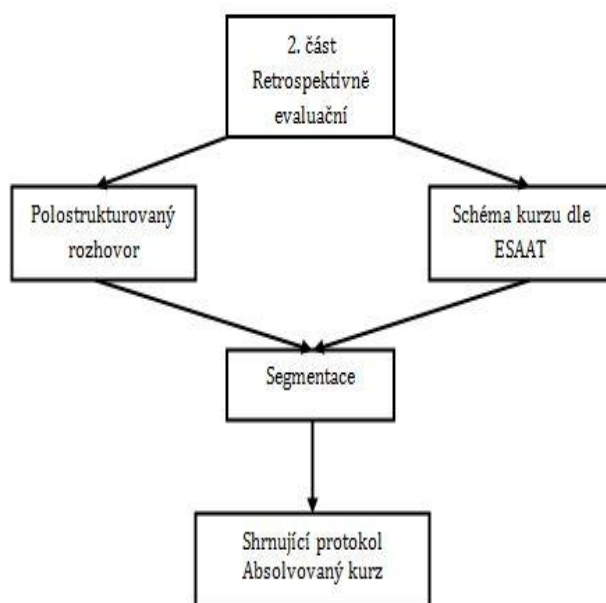 2. část
Retrospektivně
evaluační
Polostrukturovaný
rozhovor
Schéma kurzu dle
ESAAT
Segmentace
Shrnující protokol
Absolvovaný kurz